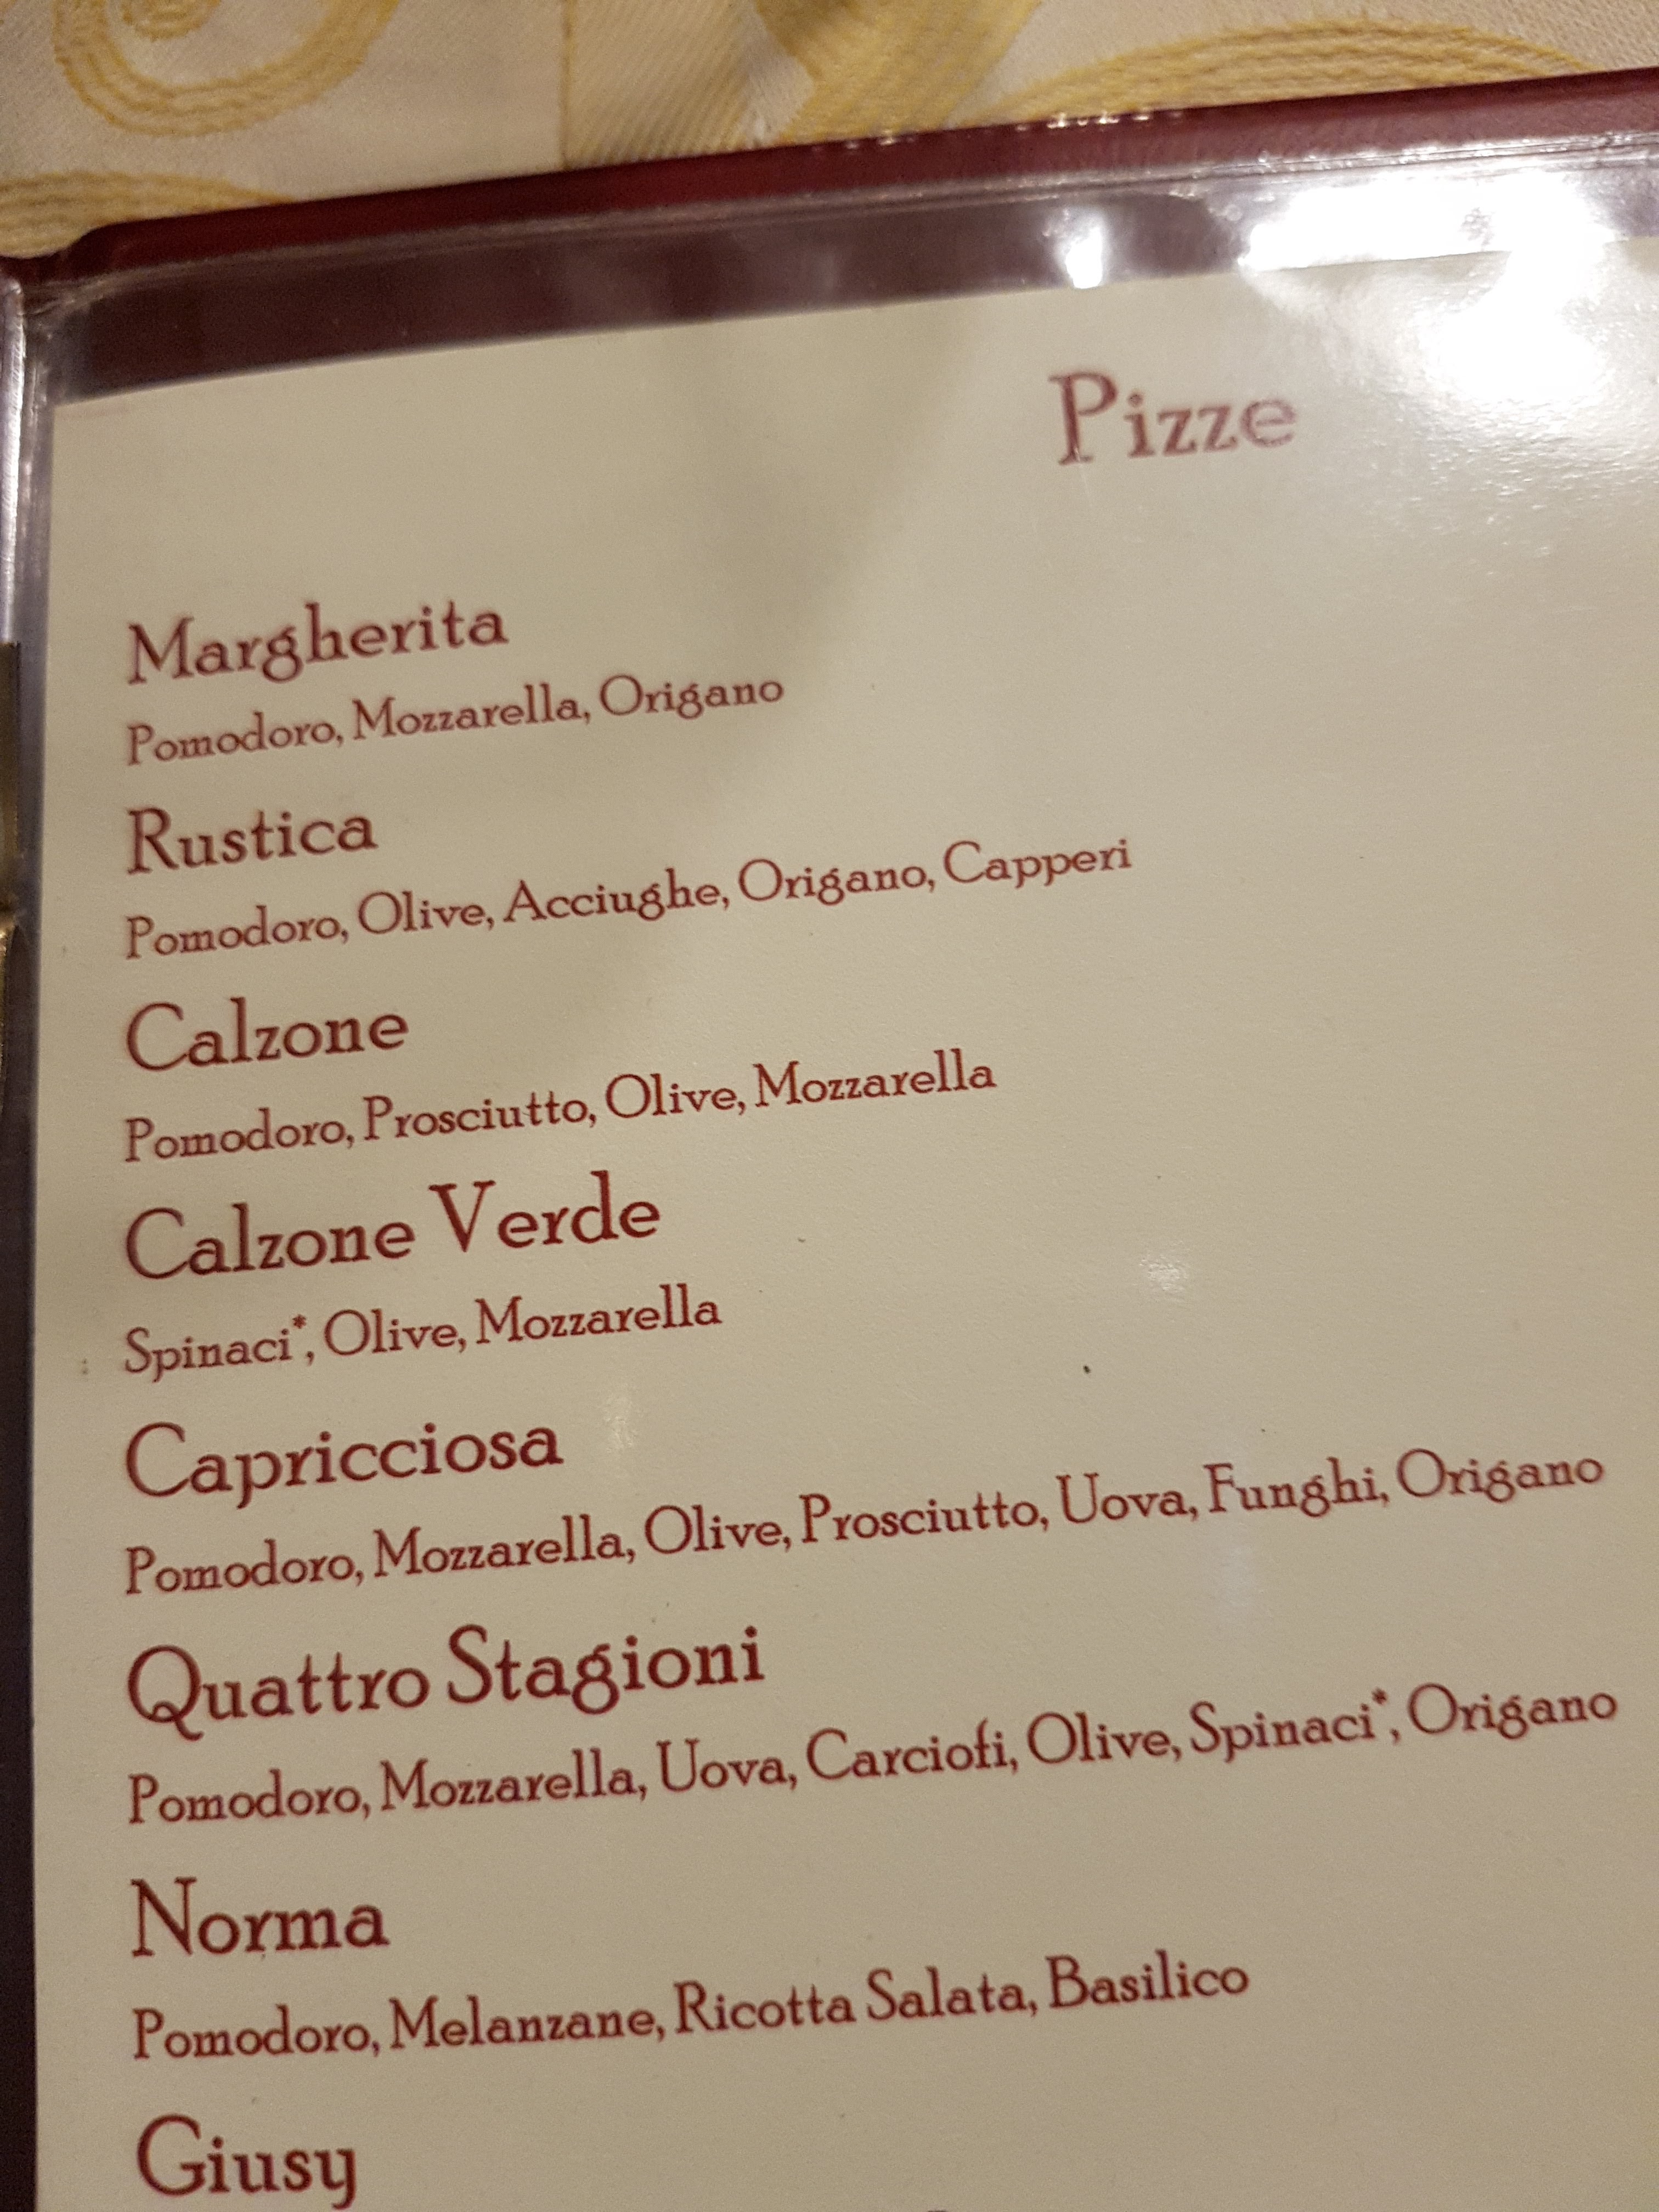 Pizze
Margherita
Pomodoro, Mozzarella, Origano
Rustica
Pomodoro, Olive, Acciughe, Origano, Capperi
Calzone
Pomodoro, Prosciutto, Olive, Mozzarella
Calzone Verde
Spinaci*, Olive, Mozzarella
Capricciosa
Pomodoro, Mozzarella, Olive, Prosciutto, Uova, Funghi, Origano
Quattro Stagioni
Pomodoro, Mozzarella, Uova, Carciofi, Olive, Spinaci*, Origano
Norma
Pomodoro, Melanzane, Ricotta Salata, Basilico
Giusy